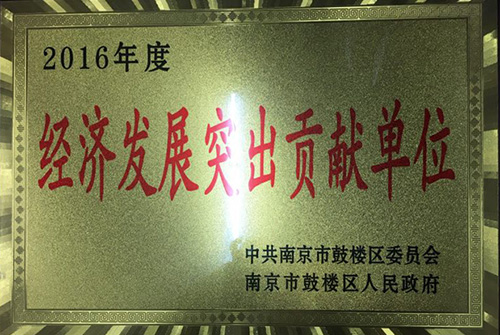 2016年度
经济发展突出贡献单位
中共南京市鼓楼区委员会
南京市鼓楼区人民政府